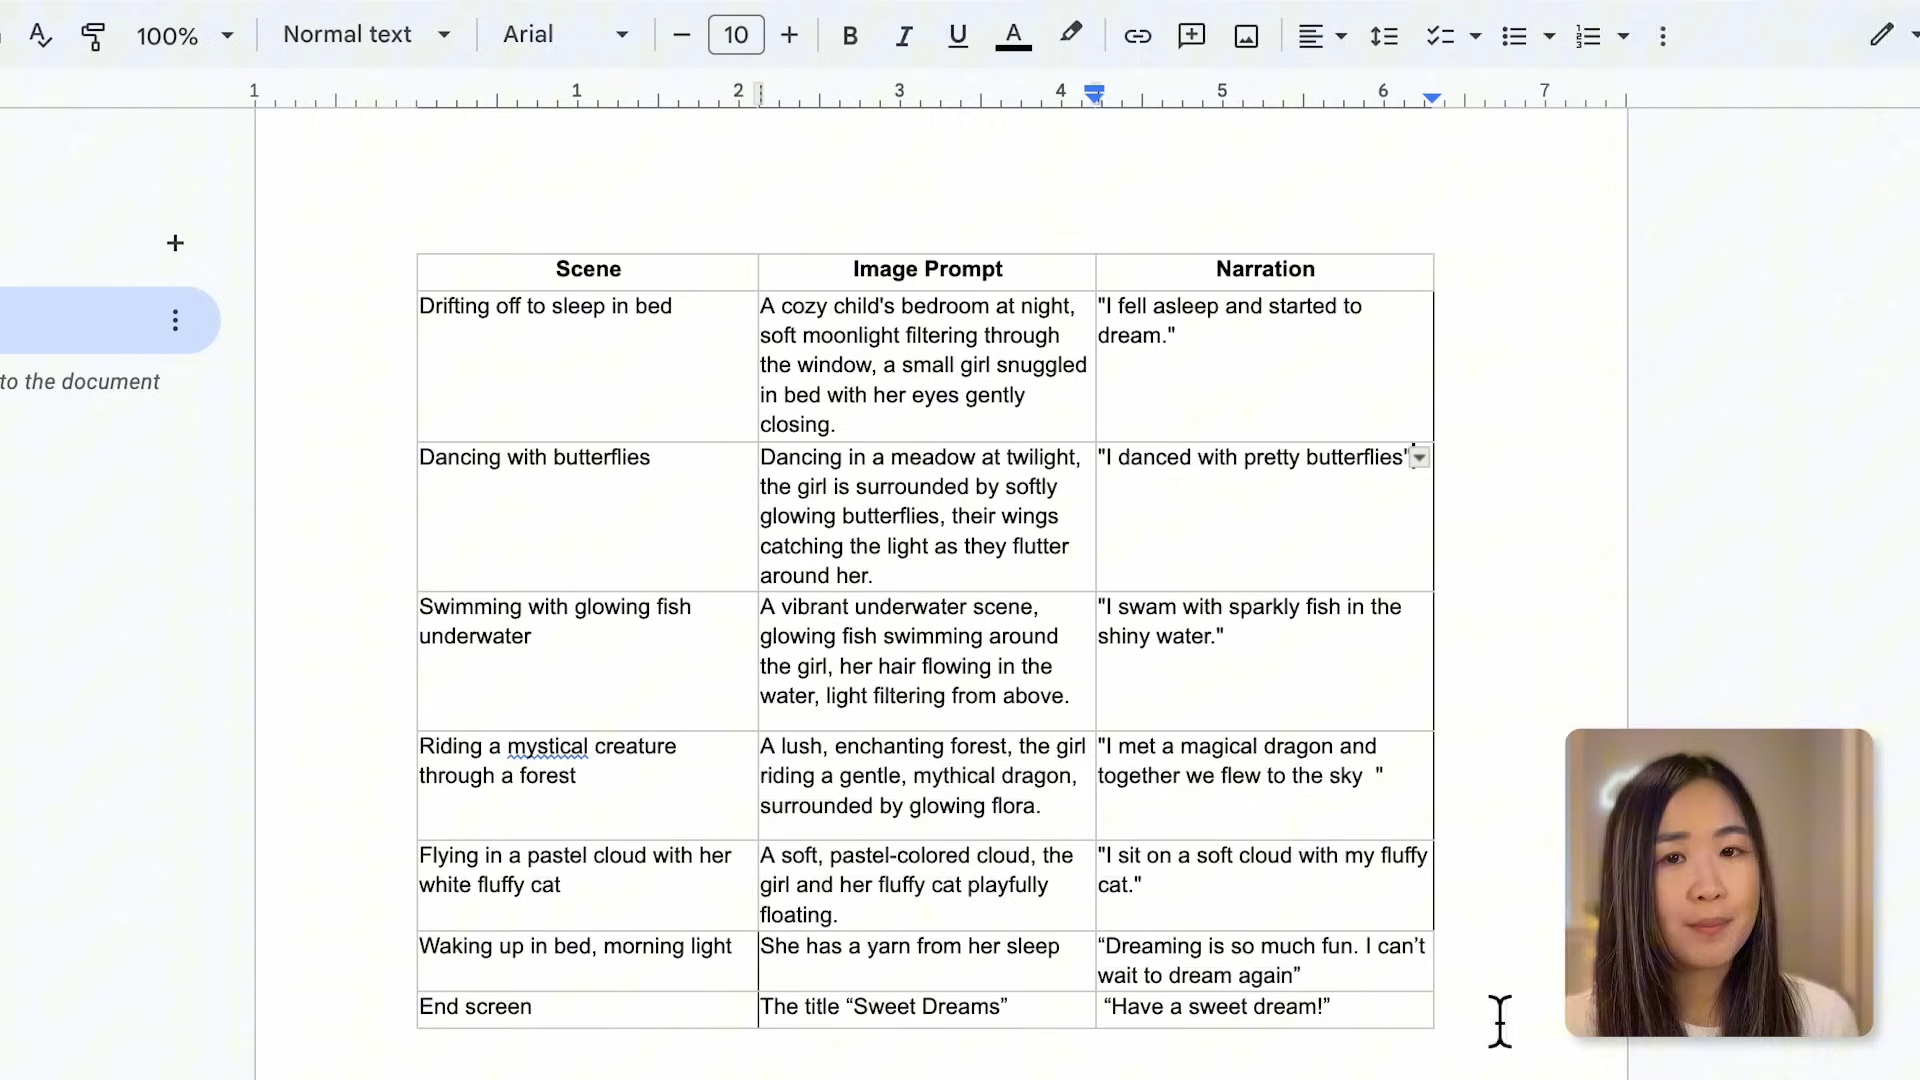 100%
Normal text
Arial
10
B
I
U
A
1
1
2
3
4
5
6
7
to the document
Scene
Image Prompt
Narration
Drifting off to sleep in bed
A cozy child's bedroom at night,
soft moonlight filtering through
the window, a small girl snuggled
in bed with her eyes gently
closing.
"I fell asleep and started to
dream."
Dancing with butterflies
Dancing in a meadow at twilight,
the girl is surrounded by softly
glowing butterflies, their wings
catching the light as they flutter
around her.
"I danced with pretty butterflies"
Swimming with glowing fish
underwater
A vibrant underwater scene,
glowing fish swimming around
the girl, her hair flowing in the
water, light filtering from above.
"I swam with sparkly fish in the
shiny water."
Riding a mystical creature
through a forest
A lush, enchanting forest, the girl
riding a gentle, mythical dragon,
surrounded by glowing flora.
"I met a magical dragon and
together we flew to the sky  "
Flying in a pastel cloud with her
white fluffy cat
A soft, pastel-colored cloud, the
girl and her fluffy cat playfully
floating.
"I sit on a soft cloud with my fluffy
cat."
Waking up in bed, morning light
She has a yarn from her sleep
“Dreaming is so much fun. I can’t
wait to dream again”
End screen
The title “Sweet Dreams”
“Have a sweet dream!”